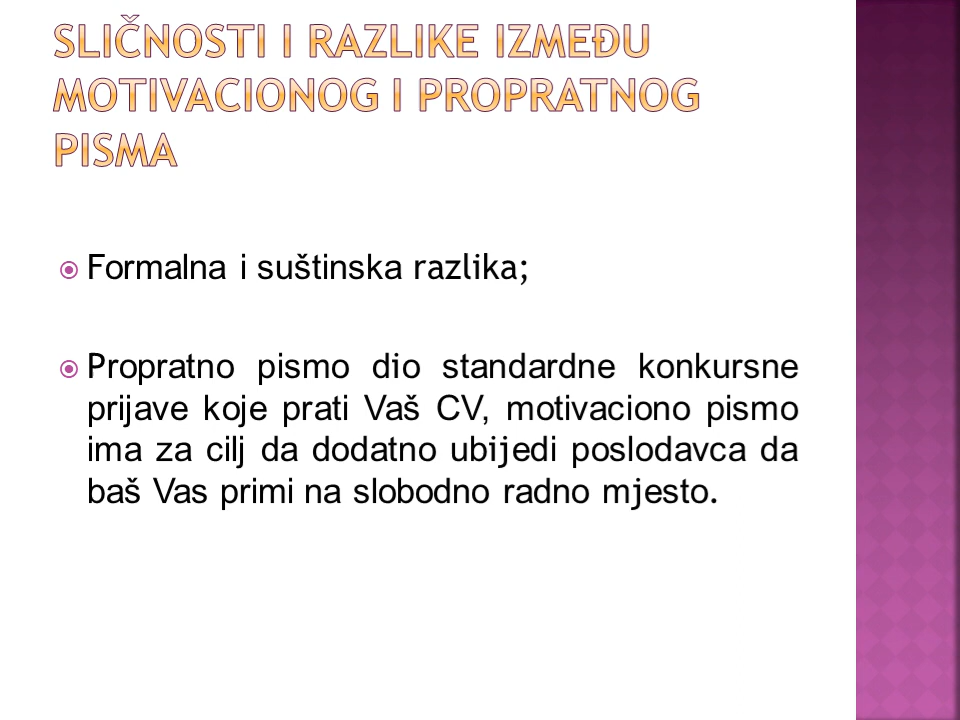 SLIČNOSTI I RAZLIKE IZMEĐU
MOTIVACIONOG I PROPRATNOG
PISMA
Formalna i suštinska razlika;
Propratno pismo dio standardne konkursne
prijave koje prati Vaš CV, motivaciono pismo
ima za cilj da dodatno ubijedi poslodavca da
baš Vas primi na slobodno radno mjesto.